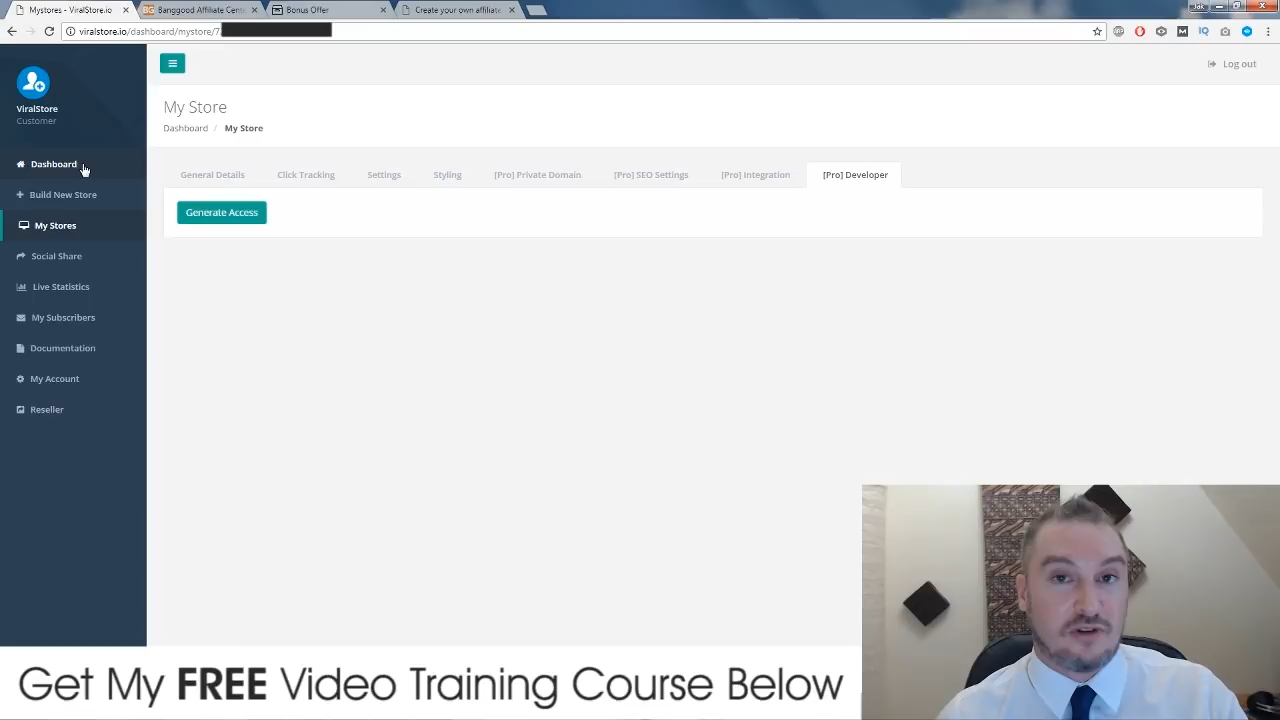 Mystores - ViralStore.io
Banggood Affiliate Cent
Bonus Offer
Create your own affiliate
Jak
viralstore.io/dashboard/mystore/7
ViralStore
Customer
Log out
My Store
Dashboard / My Store
Dashboard
Build New Store
My Stores
Social Share
Live Statistics
My Subscribers
Documentation
My Account
Reseller
General Details
Click Tracking
Settings
Styling
[Pro] Private Domain
[Pro] SEO Settings
[Pro] Integration
[Pro] Developer
Generate Access
Get My FREE Video Training Course Below